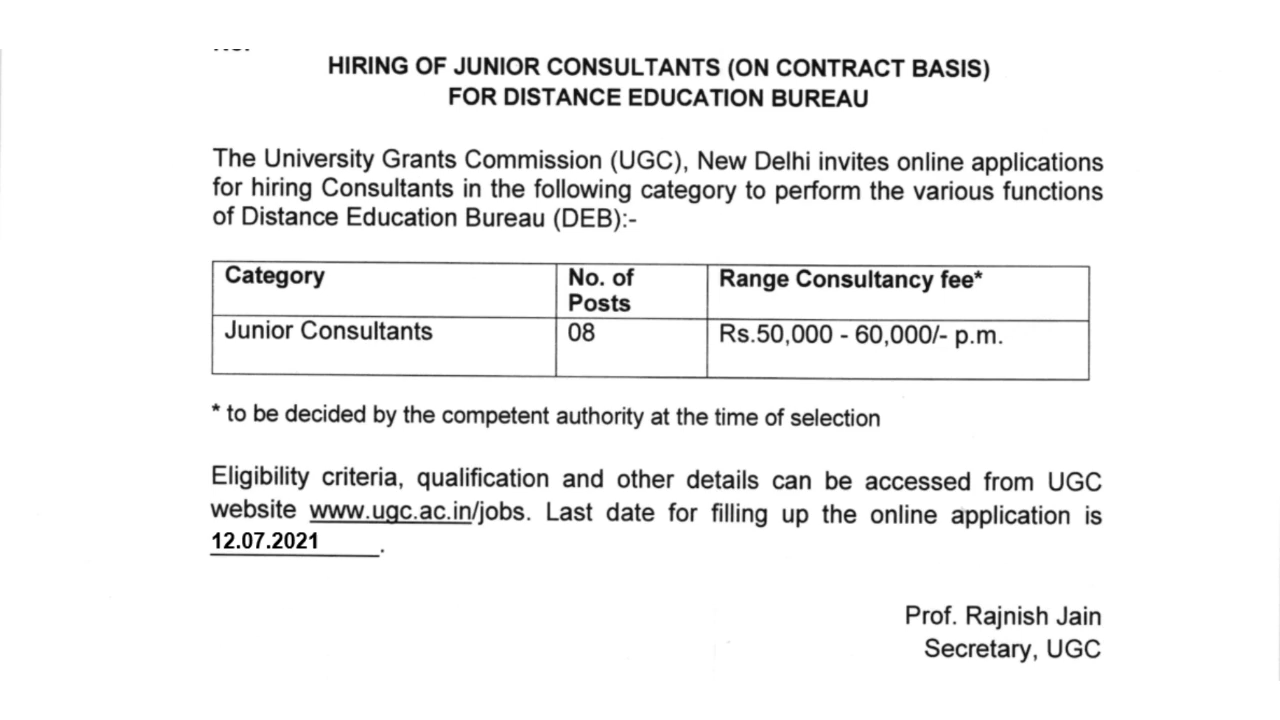 HIRING OF JUNIOR CONSULTANTS (ON CONTRACT BASIS)
FOR DISTANCE EDUCATION BUREAU
The University Grants Commission (UGC), New Delhi invites online applications
for hiring Consultants in the following category to perform the various functions
of Distance Education Bureau (DEB):-
Category No. of Posts Range Consultancy fee*
Junior Consultants 08 Rs.50,000 - 60,000/- p.m.
* to be decided by the competent authority at the time of selection
Eligibility criteria, qualification and other details can be accessed from UGC
website www.ugc.ac.in/jobs. Last date for filling up the online application is
12.07.2021.
Prof. Rajnish Jain
Secretary, UGC